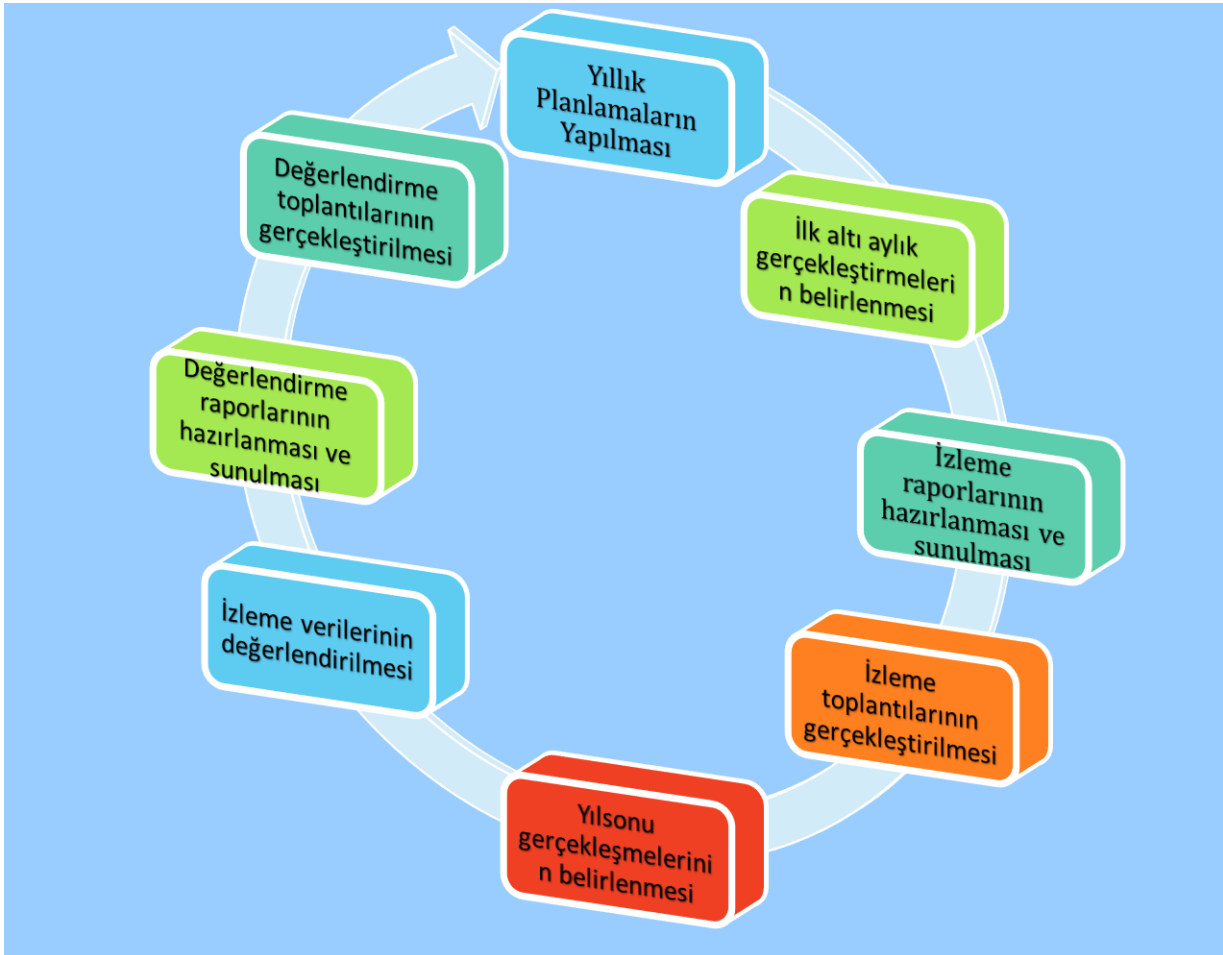 Yıllık
Planlamaların
Yapılması
İlk altı aylık
gerçekleştirmeleri
n belirlenmesi
İzleme
raporlarının
hazırlanması ve
sunulması
İzleme
toplantılarının
gerçekleştirilmesi
Yılsonu
gerçekleşmelerini
n belirlenmesi
İzleme verilerinin
değerlendirilmesi
Değerlendirme
raporlarının
hazırlanması ve
sunulması
Değerlendirme
toplantılarının
gerçekleştirilmesi